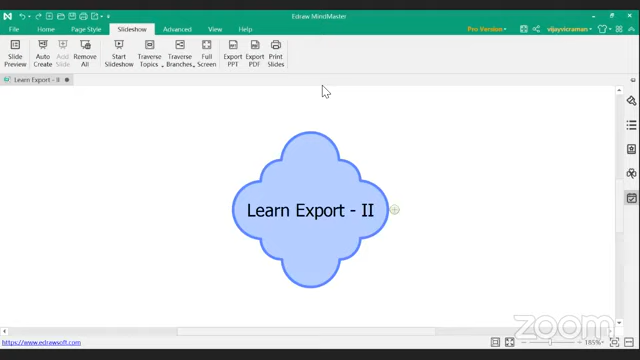 Edraw MindMaster
File Home Page Style Slideshow Advanced View Pro Version vijayvicraman
Slide Preview Auto Create Add Slide Remove All Start Slideshow Traverse Topics Traverse Branches Full Screen Export PPT Export PDF Print Slides
Learn Export - II
Learn Export - II
zoom
https://www.edrawsoft.com 185%